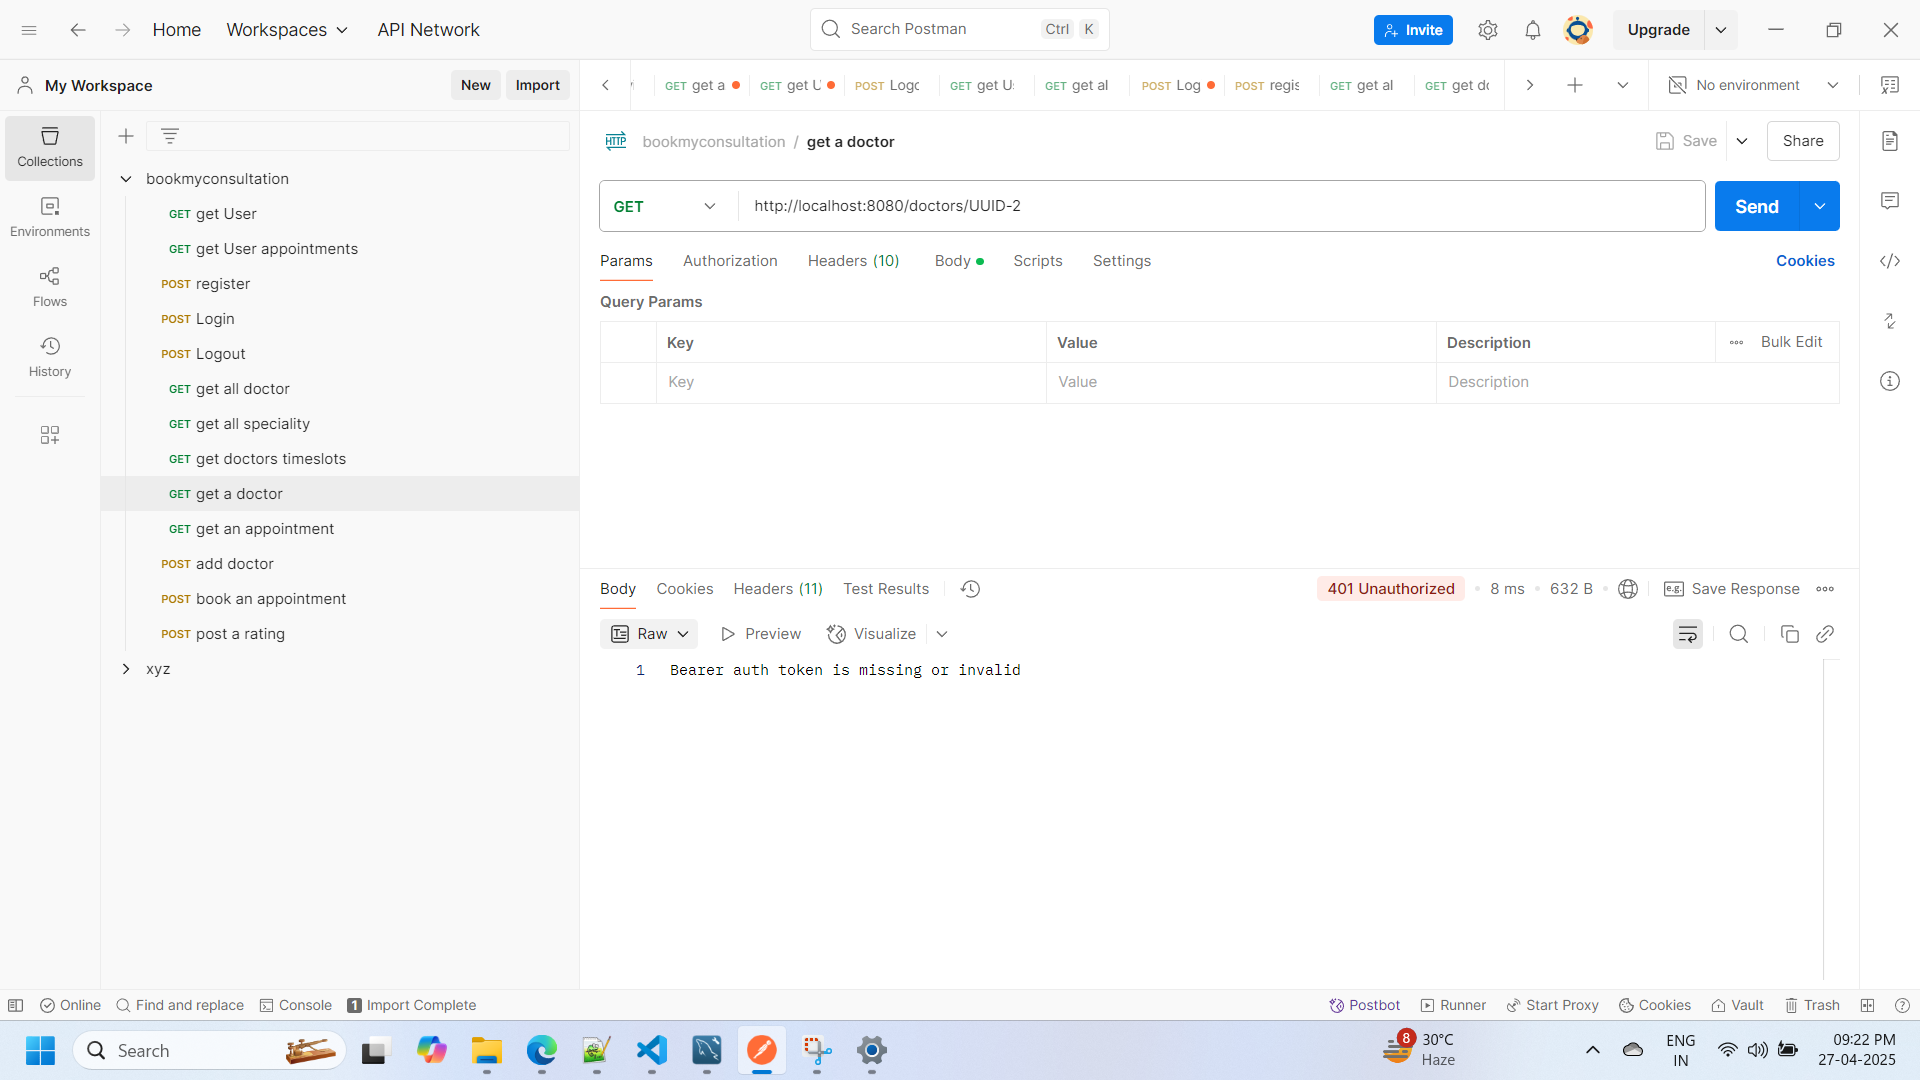 Home
Workspaces
API Network
Search Postman
Ctrl
K
Invite
Upgrade
My Workspace
New
Import
GET get a
GET get U
POST Logo
GET get U
GET get al
POST Log
POST regis
GET get al
GET get do
No environment
Collections
Environments
Flows
History
bookmyconsultation
GET get User
GET get User appointments
POST register
POST Login
POST Logout
GET get all doctor
GET get all speciality
GET get doctors timeslots
GET get a doctor
GET get an appointment
POST add doctor
POST book an appointment
POST post a rating
xyz
HTTP bookmyconsultation / get a doctor
Save
Share
GET
http://localhost:8080/doctors/UUID-2
Send
Params
Authorization
Headers (10)
Body
Scripts
Settings
Cookies
Query Params
Key
Value
Description
Bulk Edit
Key
Value
Description
Body
Cookies
Headers (11)
Test Results
401 Unauthorized
8 ms
632 B
e.g. Save Response
Raw
Preview
Visualize
1 Bearer auth token is missing or invalid
Online
Find and replace
Console
1 Import Complete
Postbot
Runner
Start Proxy
Cookies
Vault
Trash
Search
8
30°C
Haze
ENG
IN
09:22 PM
27-04-2025